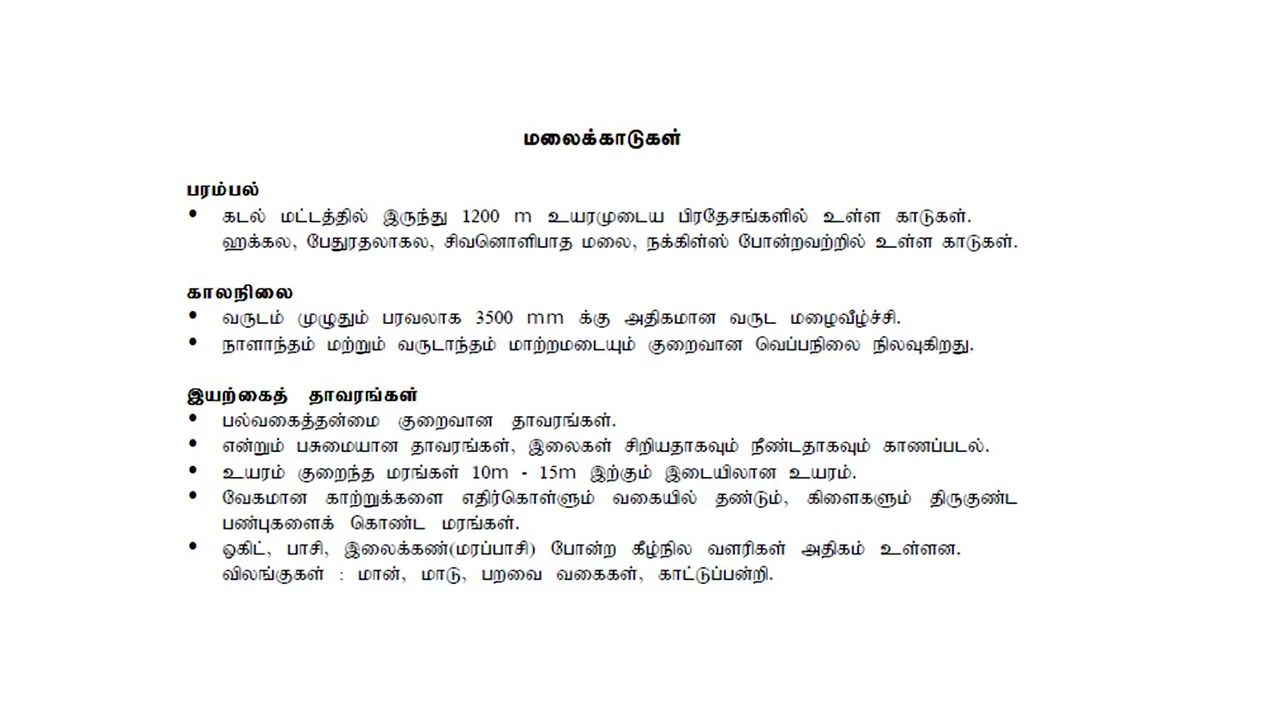 மலைக்காடுகள்
பரம்பல்
• கடல் மட்டத்தில் இருந்து 1200 m உயரமுடைய பிரதேசங்களில் உள்ள காடுகள்.
ஹக்கல, பேதுரதலாகல, சிவனொளிபாத மலை, நக்கிள்ஸ் போன்றவற்றில் உள்ள காடுகள்.
காலநிலை
• வருடம் முழுதும் பரவலாக 3500 mm க்கு அதிகமான வருட மழைவீழ்ச்சி.
• நாளாந்தம் மற்றும் வருடாந்தம் மாற்றமடையும் குறைவான வெப்பநிலை நிலவுகிறது.
இயற்கைத் தாவரங்கள்
• பல்வகைத்தன்மை குறைவான தாவரங்கள்.
• என்றும் பசுமையான தாவரங்கள், இலைகள் சிறியதாகவும் நீண்டதாகவும் காணப்படல்.
• உயரம் குறைந்த மரங்கள் 10m - 15m இற்கும் இடையிலான உயரம்.
• வேகமான காற்றுக்களை எதிர்கொள்ளும் வகையில் தண்டும், கிளைகளும் திருகுண்ட
பண்புகளைக் கொண்ட மரங்கள்.
• ஒகிட், பாசி, இலைக்கண்(மரப்பாசி) போன்ற கீழ்நில வளரிகள் அதிகம் உள்ளன.
விலங்குகள் : மான், மாடு, பறவை வகைகள், காட்டுப்பன்றி.